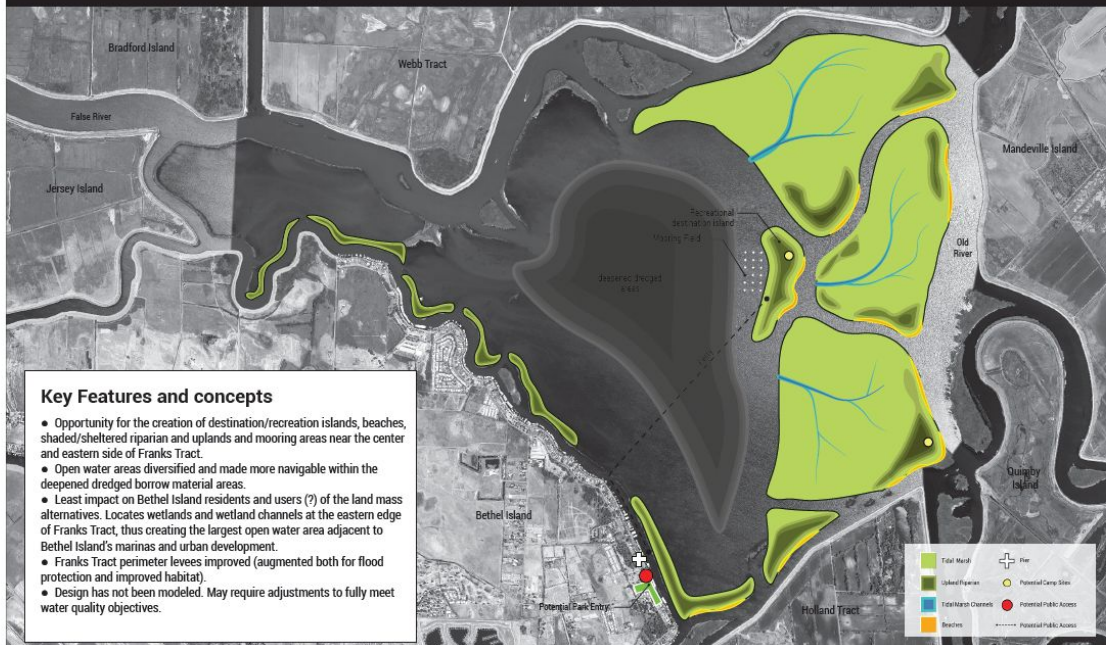 Bradford Island
Webb Tract
False River
Mandeville Island
Jersey Island
Recreational
destination Island
Mooring Field
Old
River
deepened dredged
areas
Key Features and concepts
● Opportunity for the creation of destination/recreation islands, beaches,
shaded/sheltered riparian and uplands and mooring areas near the center
and eastern side of Franks Tract.
● Open water areas diversified and made more navigable within the
deepened dredged borrow material areas.
● Least impact on Bethel Island residents and users (?) of the land mass
alternatives. Locates wetlands and wetland channels at the eastern edge
of Franks Tract, thus creating the largest open water area adjacent to
Bethel Island's marinas and urban development.
● Franks Tract perimeter levees improved (augmented both for flood
protection and improved habitat).
● Design has not been modeled. May require adjustments to fully meet
water quality objectives.
Quimby
Island
Bethel Island
Potential Park Entry
Holland Tract
Tidal Marsh
Pier
Upland Riparian
Potential Camp Sites
Tidal Marsh Channels
Potential Public Access
Beaches
Potential Public Access